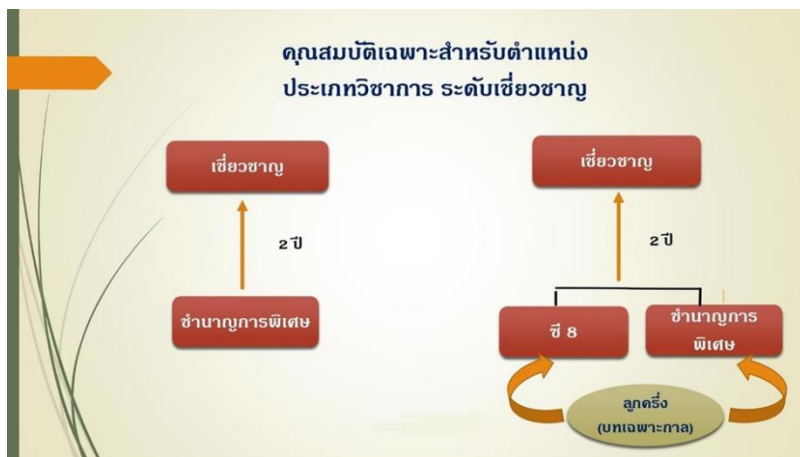 คุณสมบัติเฉพาะสำหรับตำแหน่ง
ประเภทวิชาการ ระดับเชี่ยวชาญ
เชี่ยวชาญ
2 ปี
ชำนาญการพิเศษ
เชี่ยวชาญ
2 ปี
ซี 8
ชำนาญการ
พิเศษ
ลูกครึ่ง
(บทเฉพาะกาล)